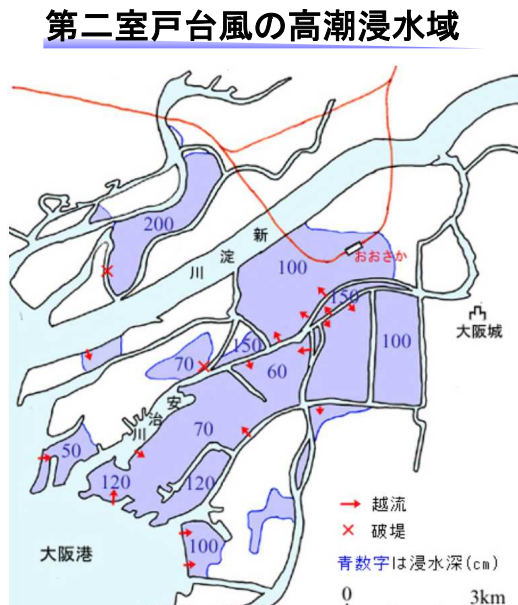 第二室戸台風の高潮浸水域
200
新
淀
川
100
おおさか
150
大阪城
150
100
70
60
安
治
川
70
50
120
120
100
越流
破堤
大阪港
青数字は浸水深(cm)
0 3km